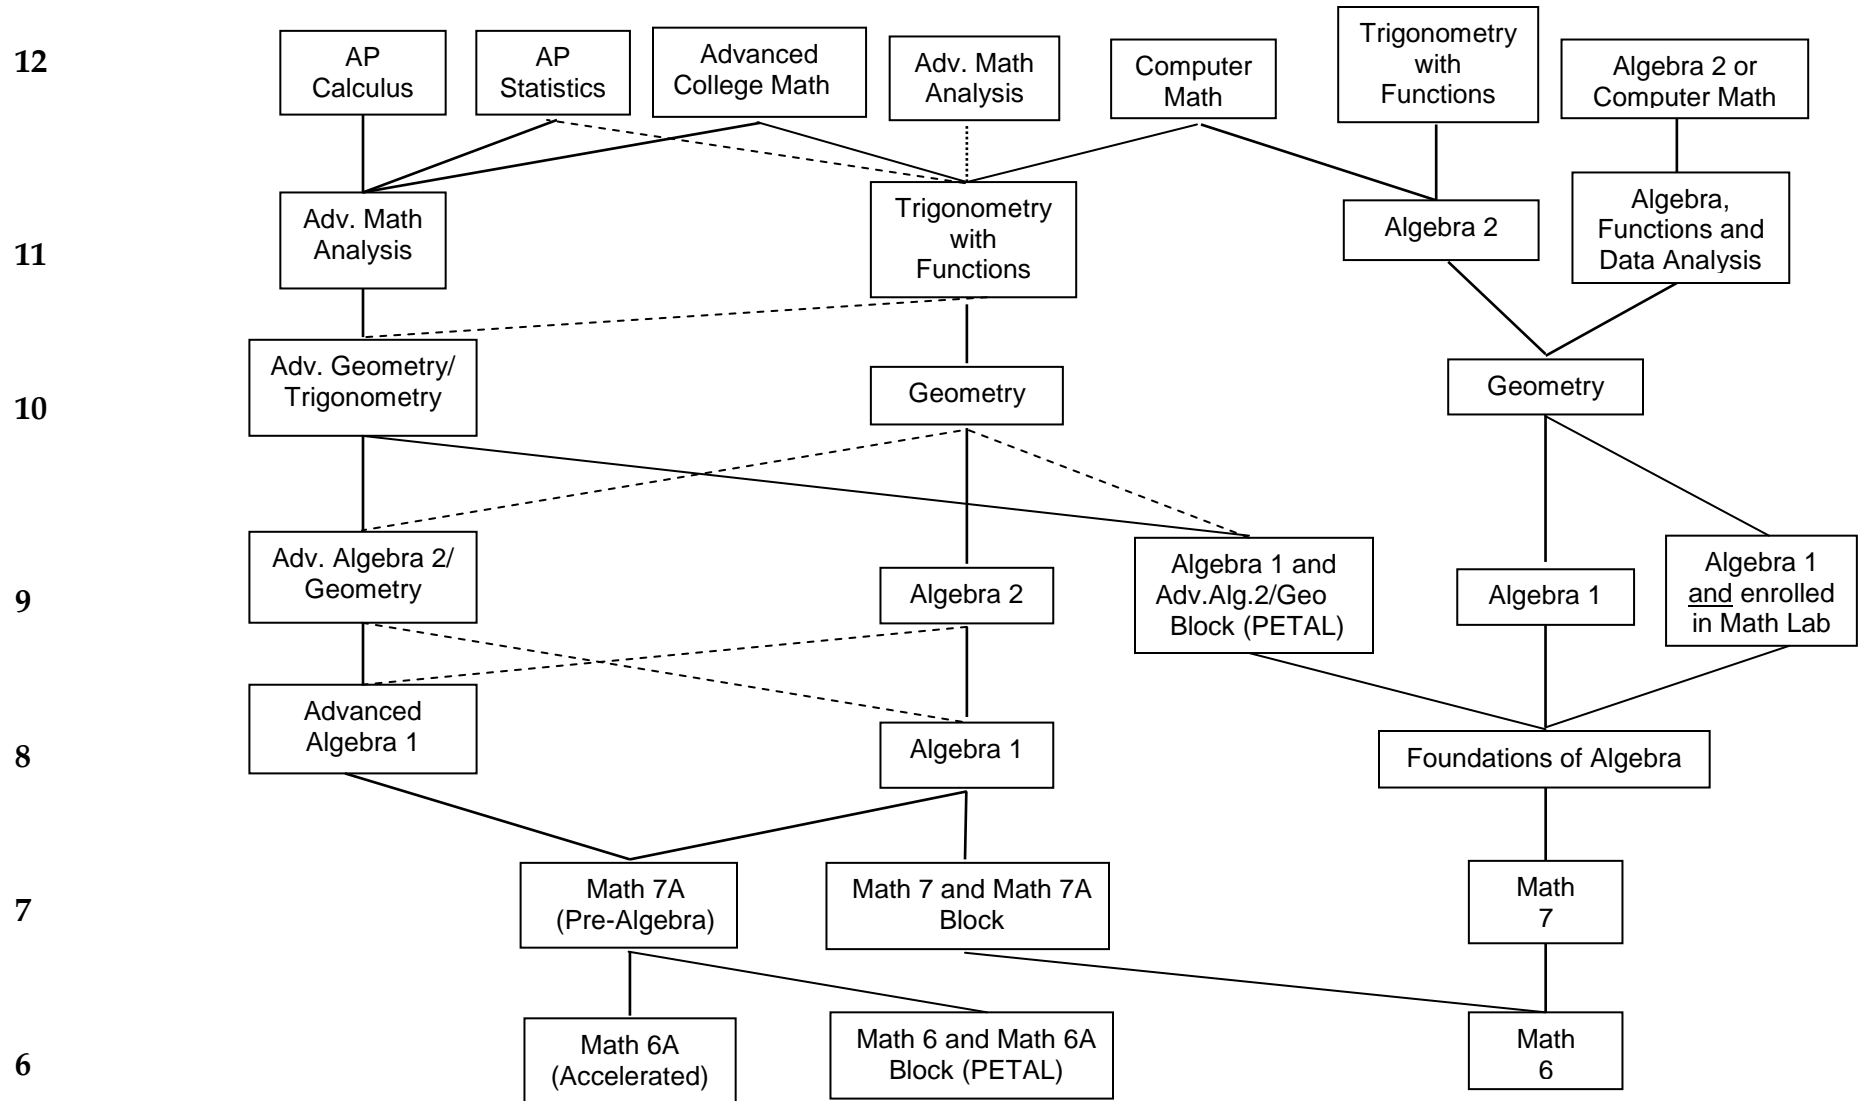 12
AP
Calculus
AP
Statistics
Advanced
College Math
Adv. Math
Analysis
Computer
Math
Trigonometry
with
Functions
Algebra 2 or
Computer Math
11
Adv. Math
Analysis
Trigonometry
with
Functions
Algebra 2
Algebra,
Functions and
Data Analysis
10
Adv. Geometry/
Trigonometry
Geometry
Geometry
9
Adv. Algebra 2/
Geometry
Algebra 2
Algebra 1 and
Adv.Alg.2/Geo
Block (PETAL)
Algebra 1
Algebra 1
and enrolled
in Math Lab
8
Advanced
Algebra 1
Algebra 1
Foundations of Algebra
7
Math 7A
(Pre-Algebra)
Math 7 and Math 7A
Block
Math
7
6
Math 6A
(Accelerated)
Math 6 and Math 6A
Block (PETAL)
Math
6